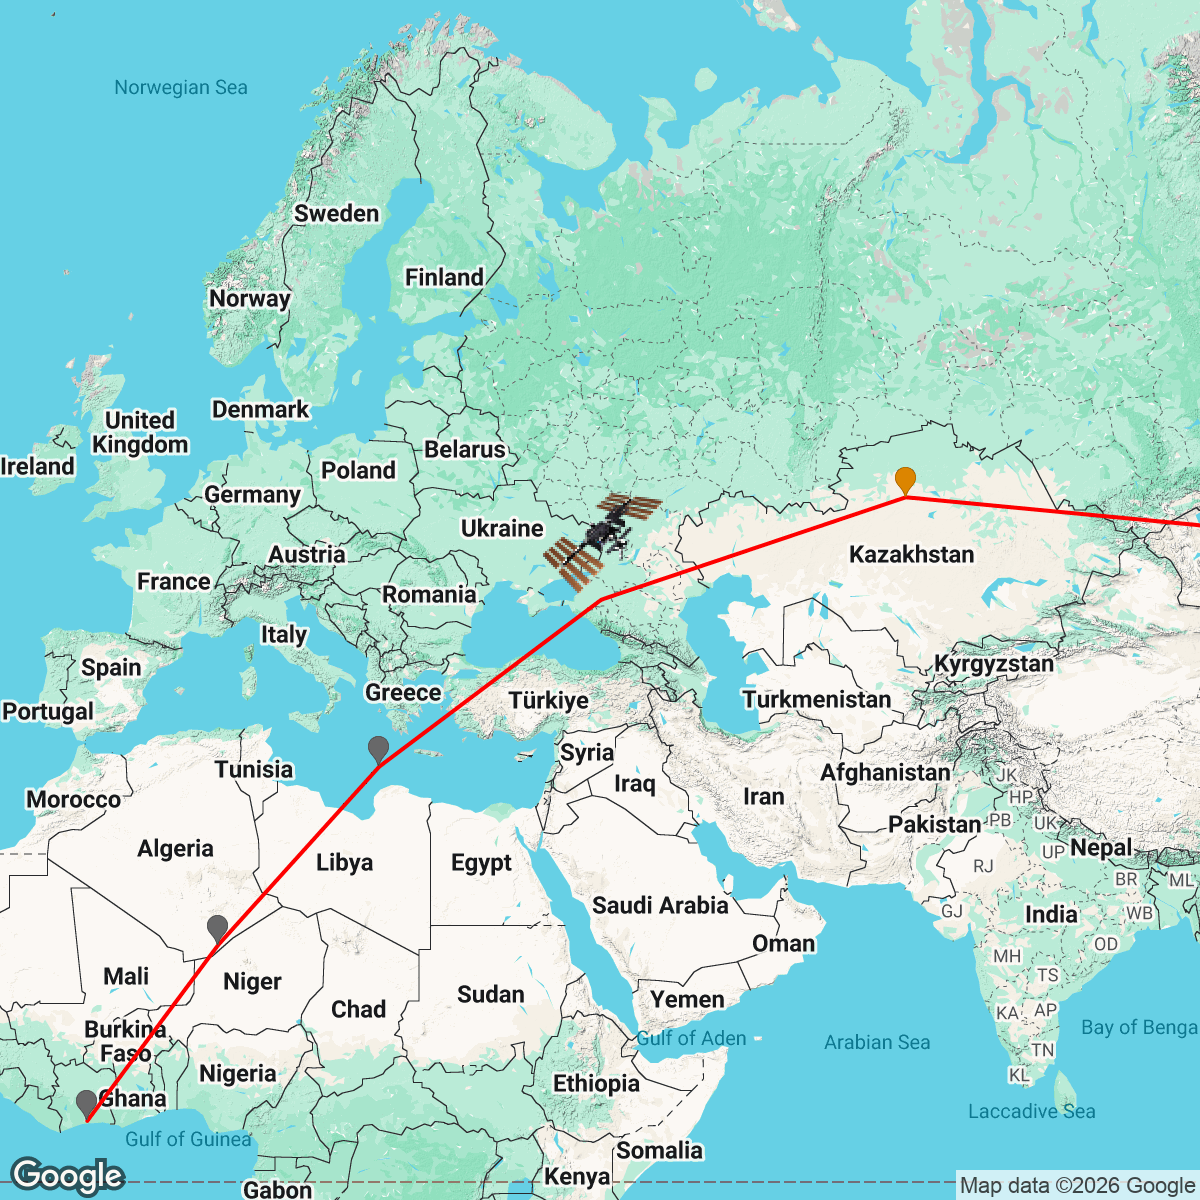 Norwegian Sea
Sweden
Finland
Norway
Denmark
United
Kingdom
Ireland
Belarus
Poland
Germany
Ukraine
Austria
Kazakhstan
France
Romania
Italy
Kyrgyzstan
Spain
Greece
Türkiye
Turkmenistan
Portugal
Syria
Tunisia
Afghanistan
JK
Iraq
Iran
HP
Morocco
Pakistan
PB
UK
Algeria
Nepal
UP
Libya
Egypt
RJ
BR
ML
Saudi Arabia
GJ
India
WB
Oman
OD
MH
Mali
Niger
TS
Sudan
Yemen
Chad
KA
AP
Burkina
Faso
Bay of Benga
Gulf of Aden
Arabian Sea
TN
Nigeria
KL
Ethiopia
Ghana
Laccadive Sea
Gulf of Guinea
Somalia
Kenya
Gabon
Google
Map data ©2026 Google